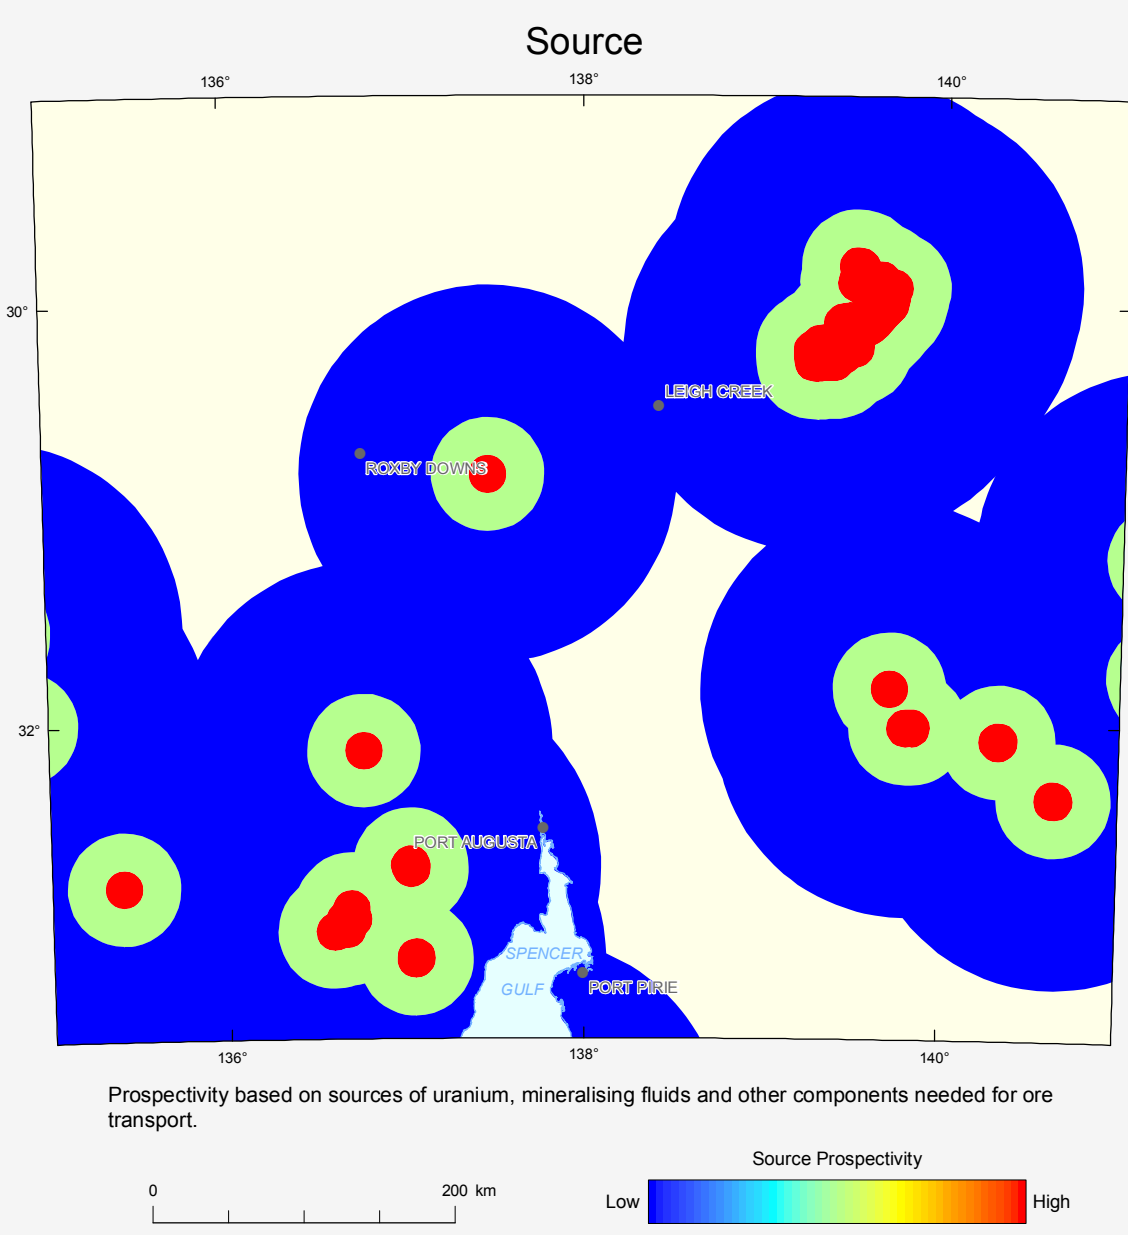 Source
136°
138°
140°
30°
LEIGH CREEK
ROXBY DOWNS
32°
PORT AUGUSTA
SPENCER
GULF
PORT PIRIE
136°
138°
140°
Prospectivity based on sources of uranium, mineralising fluids and other components needed for ore
transport.
Source Prospectivity
0
200 km
Low
High